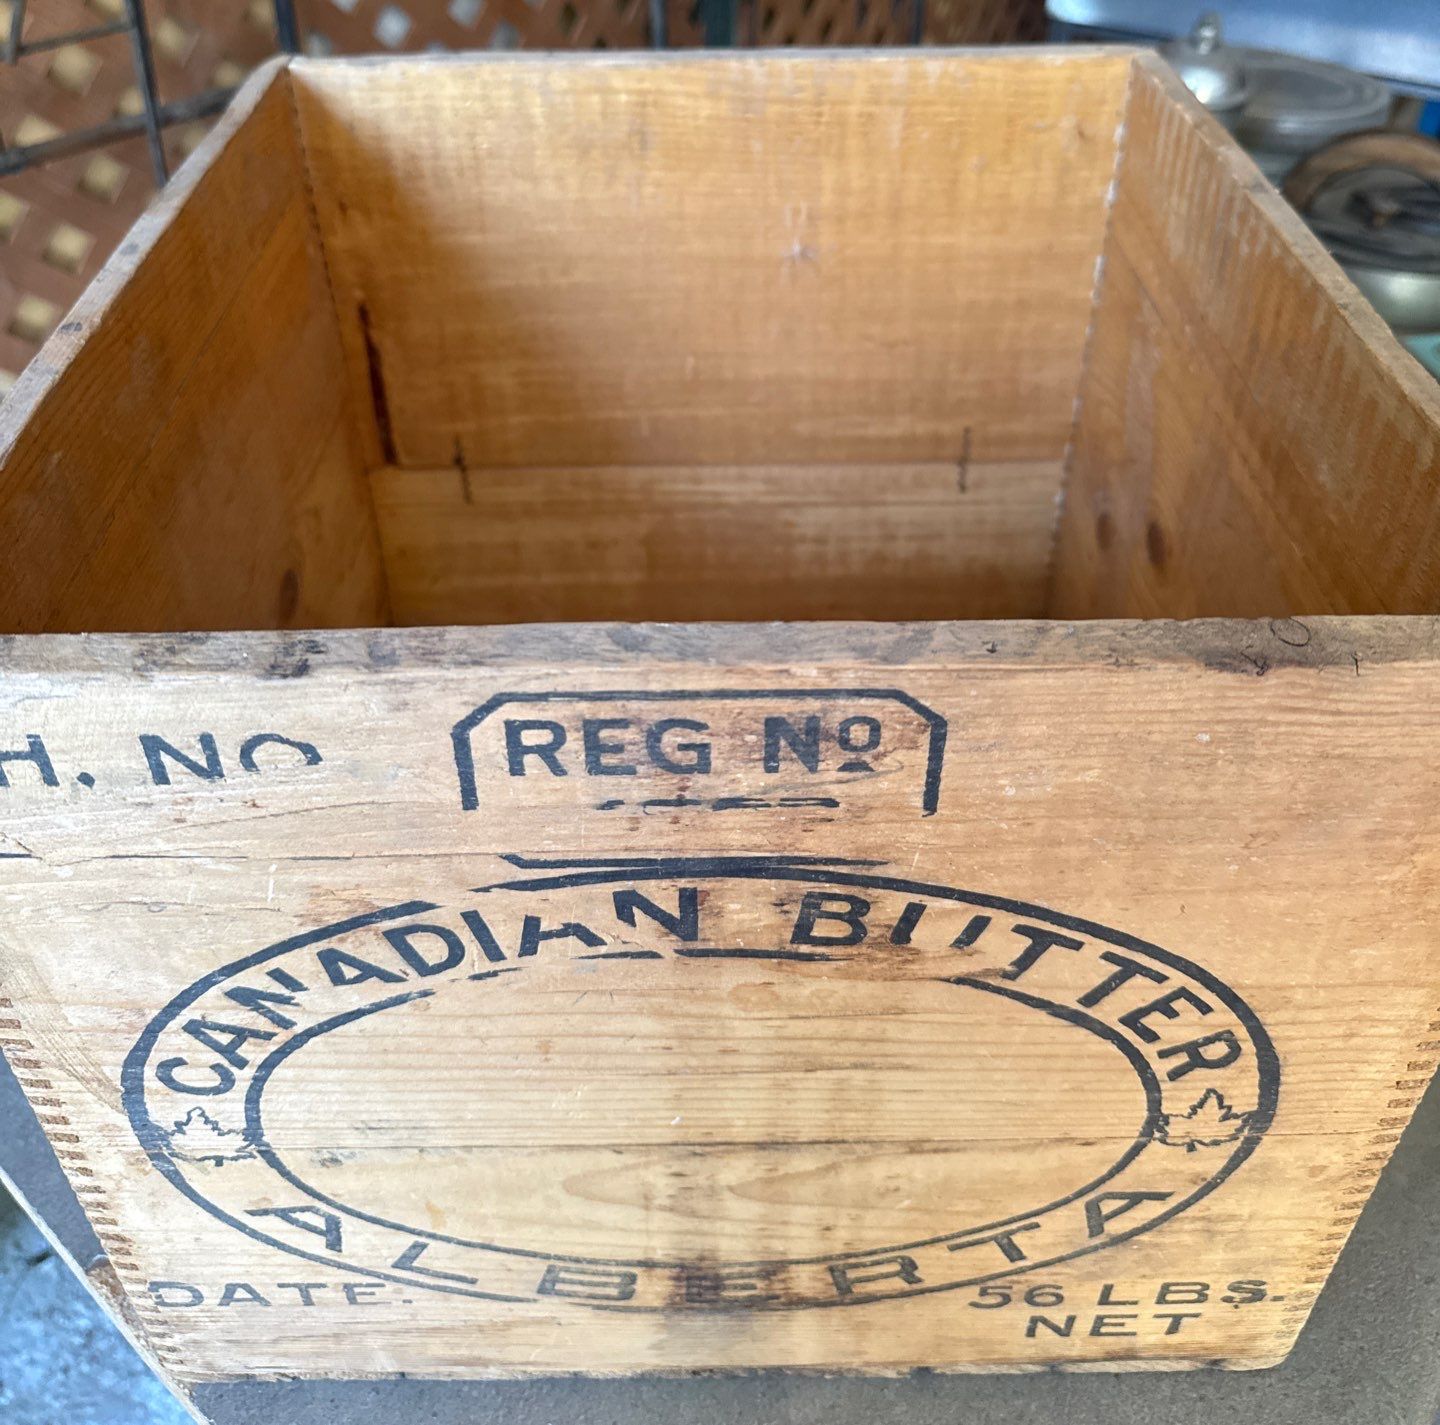 H. NO
REG NO
CANADIAN BUTTER
ALBERTA
DATE:
56 LBS.
NET